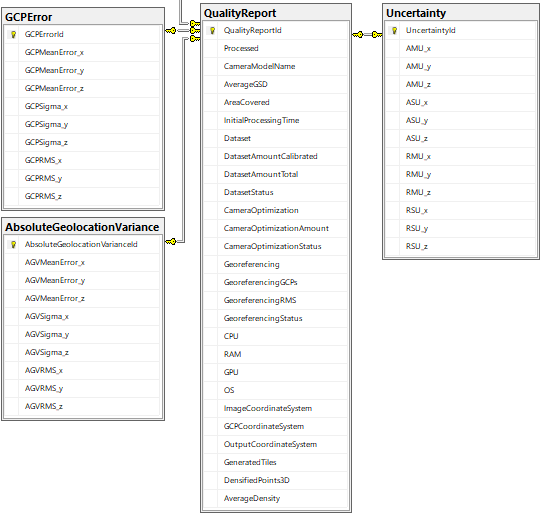 GCPError
GCPErrorId
GCPMeanError_x
GCPMeanError_y
GCPMeanError_z
GCPSigma_x
GCPSigma_y
GCPSigma_z
GCPRMS_x
GCPRMS_y
GCPRMS_z
AbsoluteGeolocationVariance
AbsoluteGeolocationVarianceId
AGVMeanError_x
AGVMeanError_y
AGVMeanError_z
AGVSigma_x
AGVSigma_y
AGVSigma_z
AGVRMS_x
AGVRMS_y
AGVRMS_z
QualityReport
QualityReportId
Processed
CameraModelName
AverageGSD
AreaCovered
InitialProcessingTime
Dataset
DatasetAmountCalibrated
DatasetAmountTotal
DatasetStatus
CameraOptimization
CameraOptimizationAmount
CameraOptimizationStatus
Georeferencing
GeoreferencingGCPs
GeoreferencingRMS
GeoreferencingStatus
CPU
RAM
GPU
OS
ImageCoordinateSystem
GCPCoordinateSystem
OutputCoordinateSystem
GeneratedTiles
DensifiedPoints3D
AverageDensity
Uncertainty
UncertaintyId
AMU_x
AMU_y
AMU_z
ASU_x
ASU_y
ASU_z
RMU_x
RMU_y
RMU_z
RSU_x
RSU_y
RSU_z